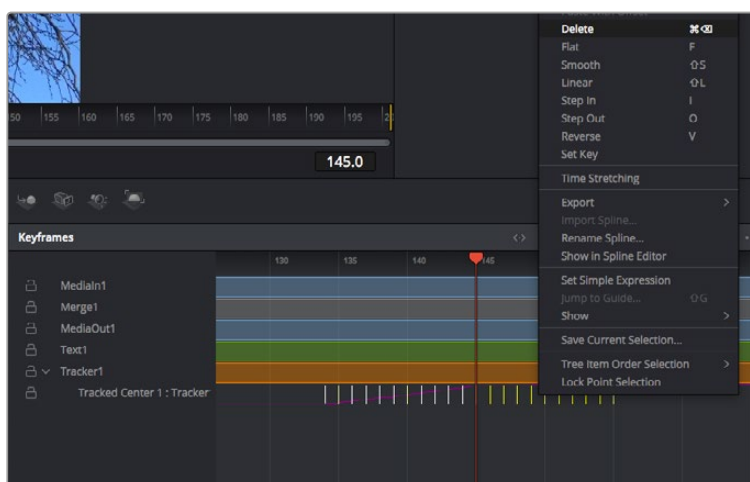 Delete ⌘⌫
Flat F
Smooth ⇧S
Linear ⇧L
Step In I
Step Out O
Reverse V
Set Key
Time Stretching
Export >
Import Spline...
Rename Spline...
Show in Spline Editor
Set Simple Expression
Jump to Guide... ⇧G
Show >
Save Current Selection...
Tree Item Order Selection >
Lock Point Selection
50 155 160 165 170 175 180 185 190 195
145.0
Keyframes
130 135 140 145
MediaIn1
Merge1
MediaOut1
Text1
Tracker1
Tracked Center 1 : Tracker